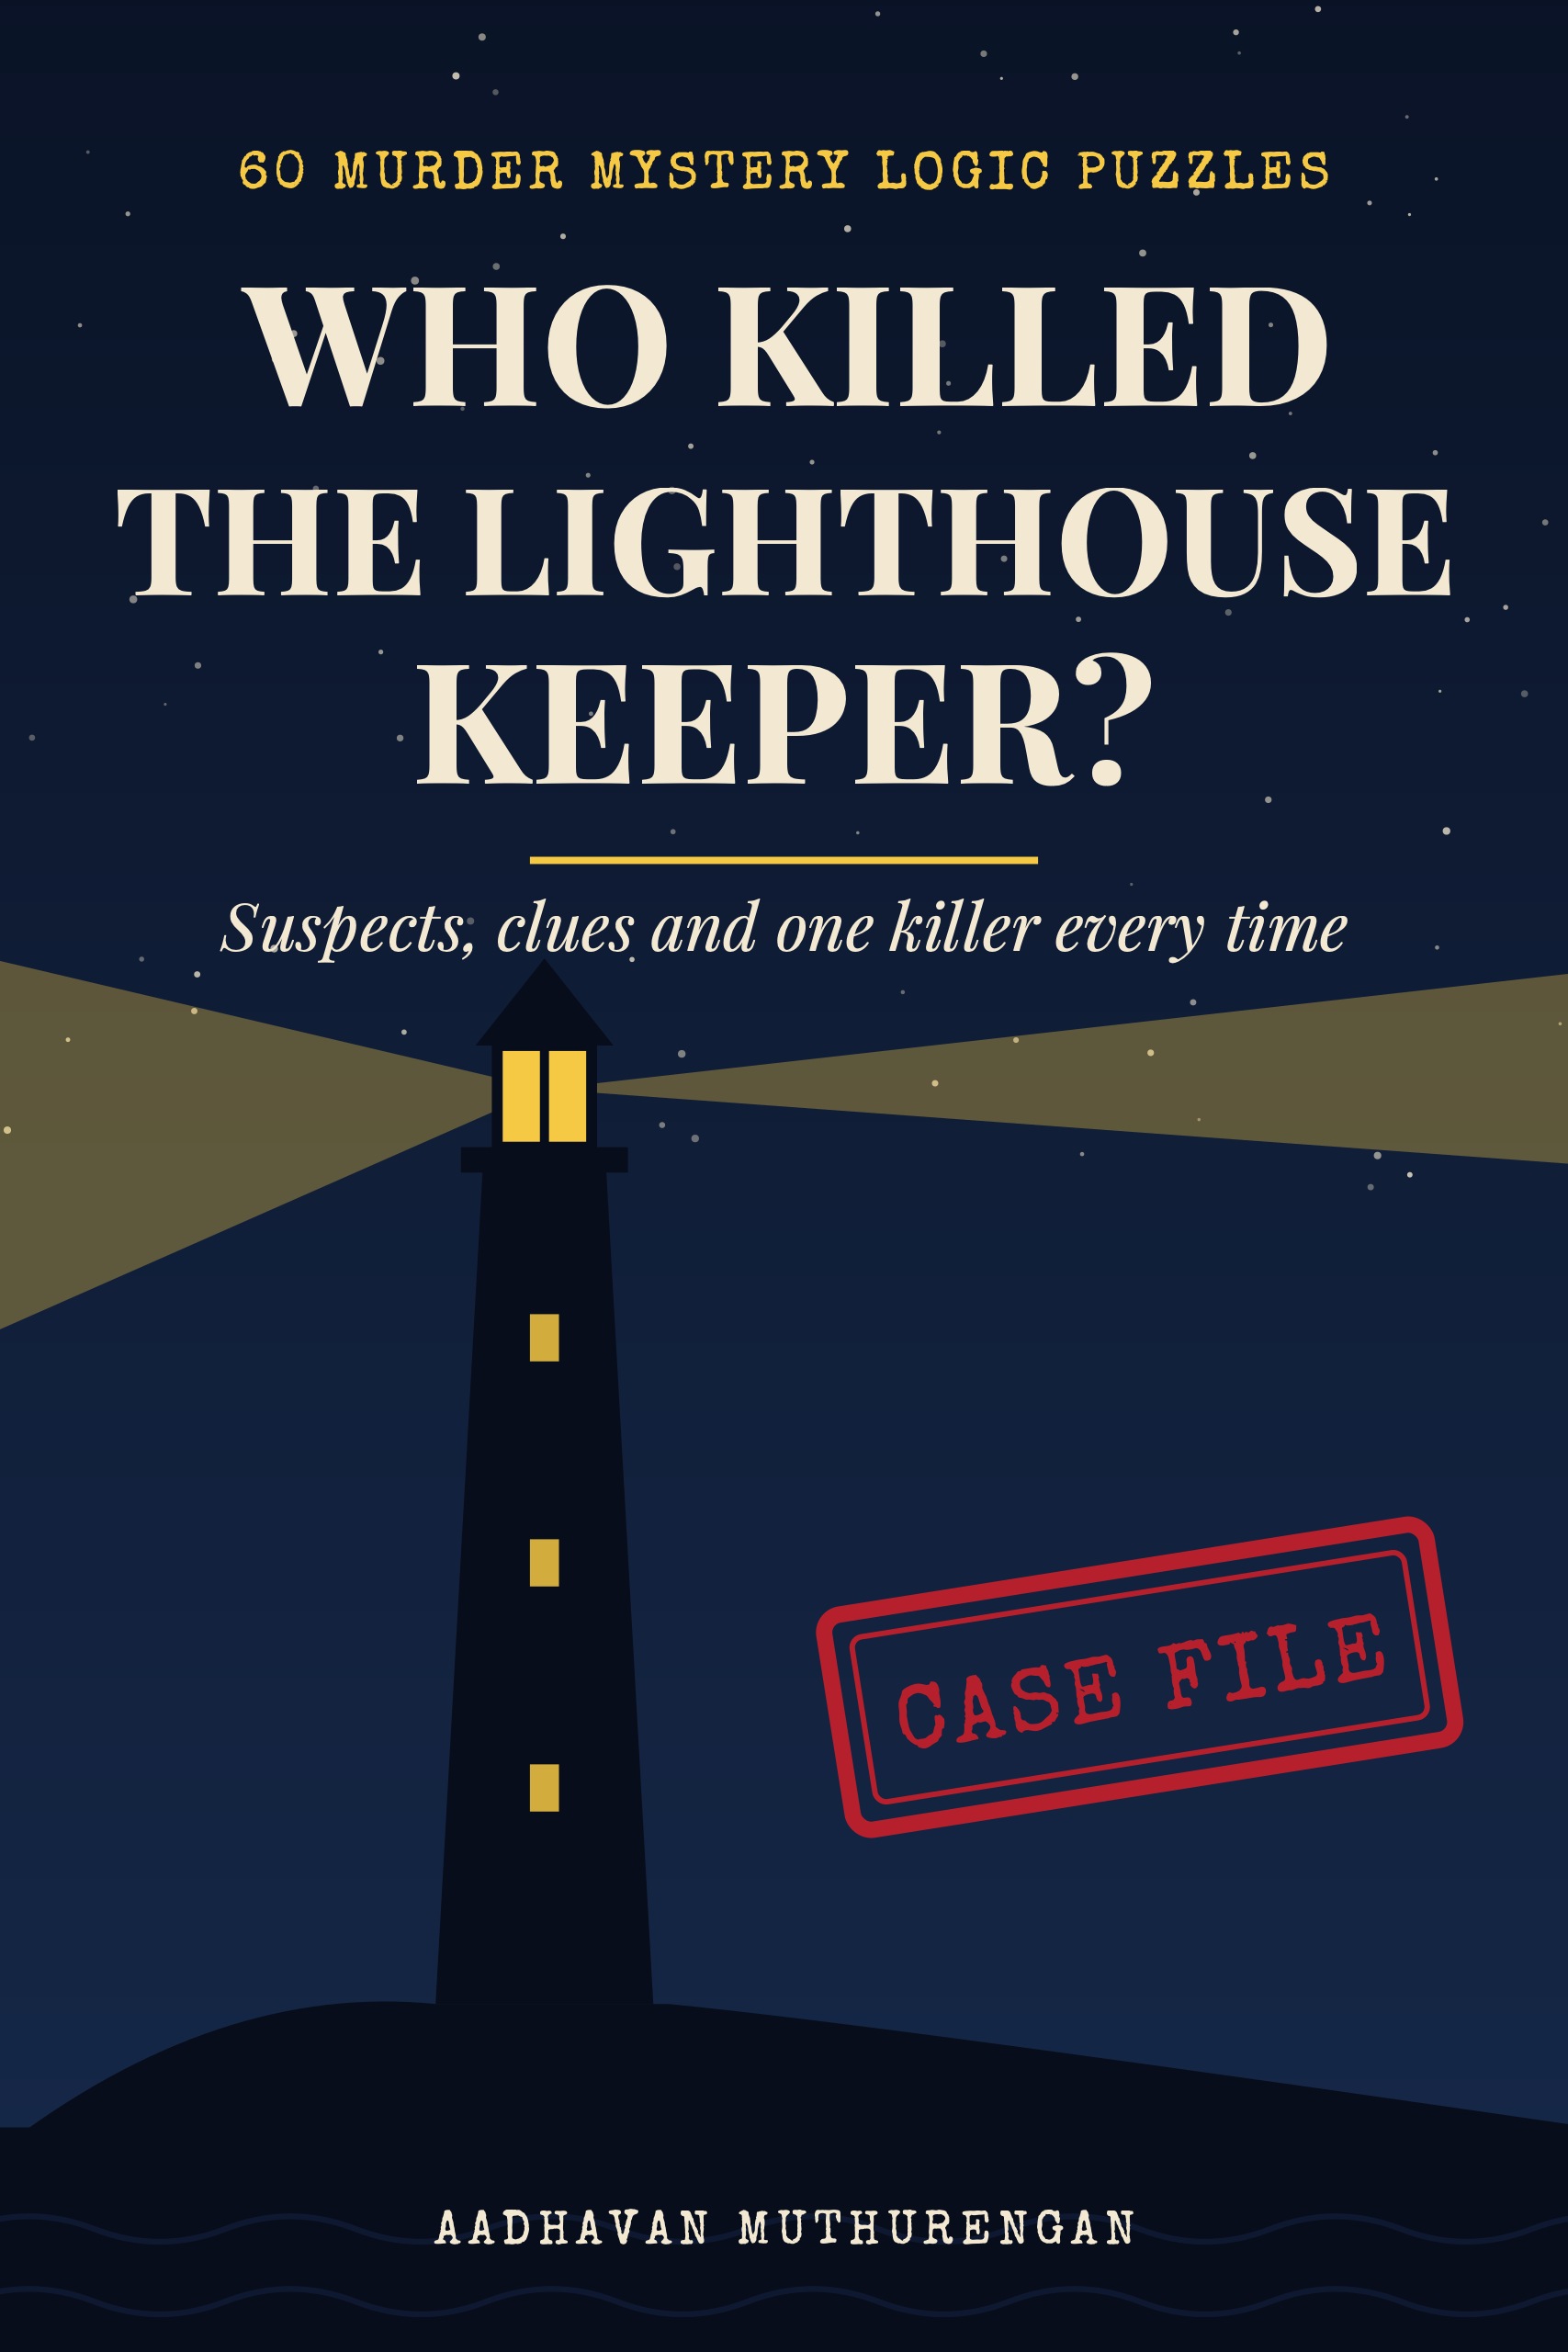 60 MURDER MYSTERY LOGIC PUZZLES
WHO KILLED
THE LIGHTHOUSE
KEEPER?
Suspects, clues and one killer every time
CASE FILE
AADHAVAN MUTHURENGAN